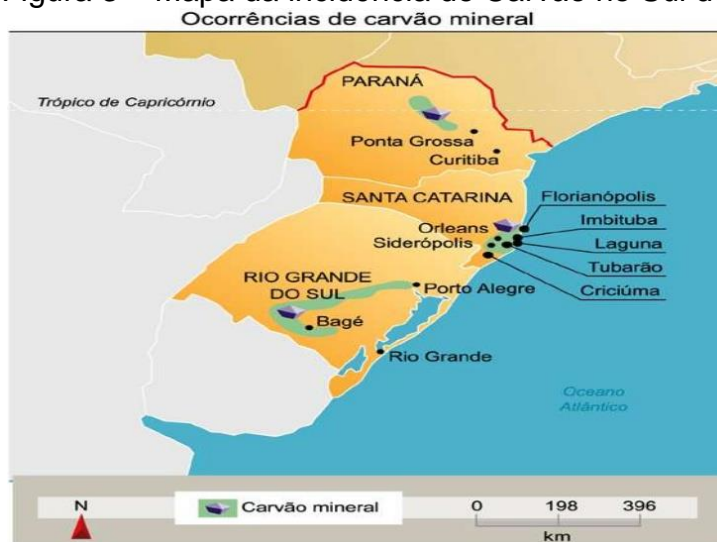 Ocorrências de carvão mineral
PARANÁ
Trópico de Capricórnio
Ponta Grossa
Curitiba
SANTA CATARINA
Florianópolis
Orleans
Imbituba
Siderópolis
Laguna
Tubarão
RIO GRANDE
DO SUL
Porto Alegre
Criciúma
Bagé
Rio Grande
Oceano
Atlântico
N
Carvão mineral
0 198 396
km